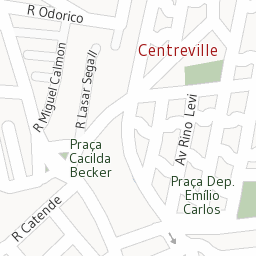 R Odorico
Centreville
R Miguel Calmon
R Lasar Segall
Av Rino Levi
Praça
Cacilda
Becker
Praça Dep.
Emílio
Carlos
R Catende